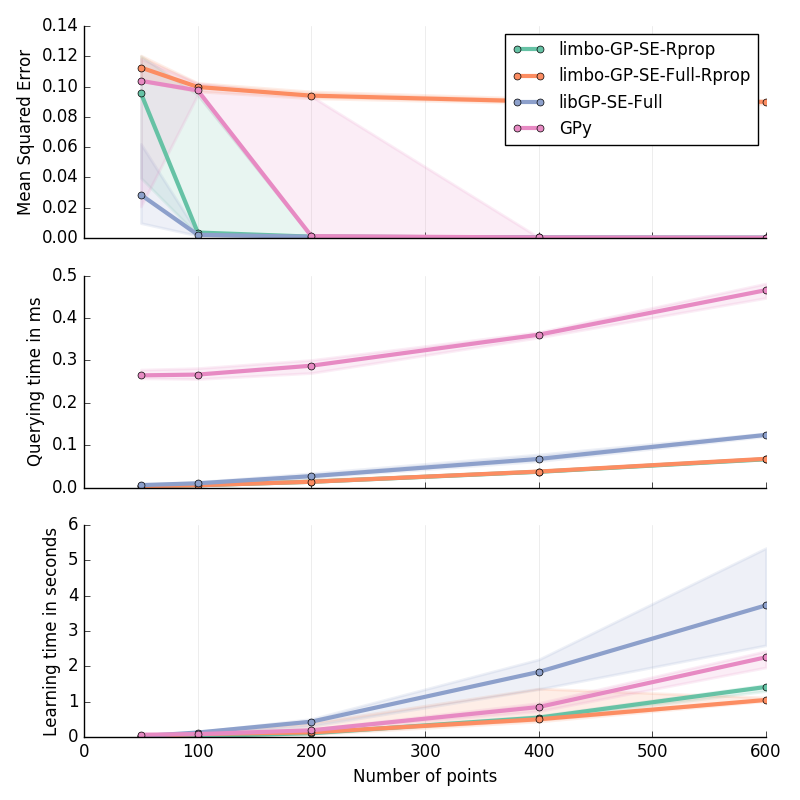 Mean Squared Error
0.14
0.12
0.10
0.08
0.06
0.04
0.02
0.00
limbo-GP-SE-Rprop
limbo-GP-SE-Full-Rprop
libGP-SE-Full
GPy
Querying time in ms
0.5
0.4
0.3
0.2
0.1
0.0
Learning time in seconds
6
5
4
3
2
1
0
0 100 200 300 400 500 600
Number of points